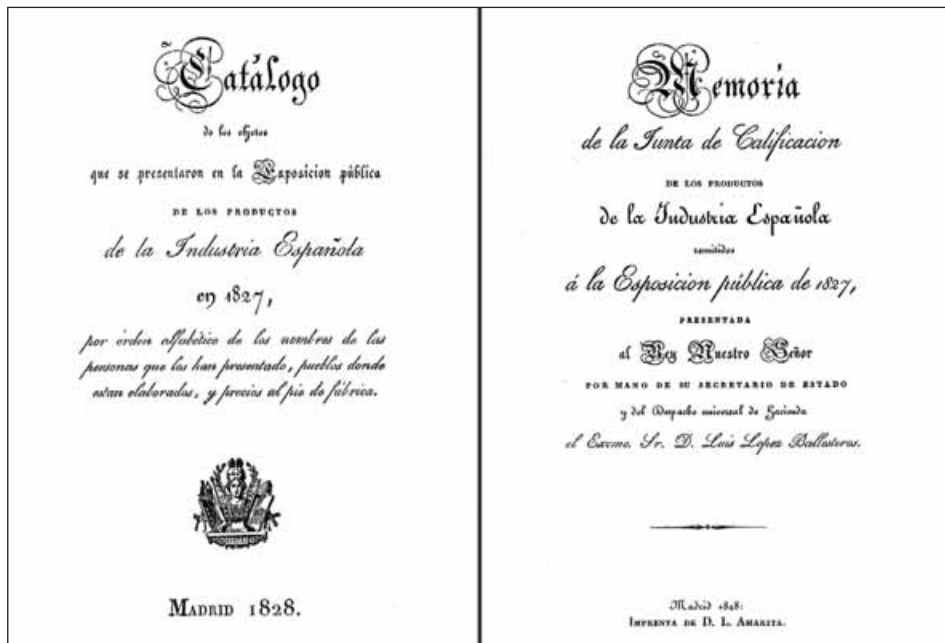 Catálogo
de los objetos
que se presentaron en la Exposicion pública
DE LOS PRODUCTOS
de la Industria Española
en 1827,
por órden alfabético de los nombres de las
personas que los han presentado, pueblos donde
estan elaborados, y precios al pie de fábrica.
MADRID 1828.
Memoria
de la Junta de Calificacion
DE LOS PRODUCTOS
de la Industria Española
remitidos
á la Esposicion pública de 1827,
PRESENTADA
al Rey Nuestro Señor
POR MANO DE SU SECRETARIO DE ESTADO
y del Despacho universal de Hacienda
el Excmo. Sr. D. Luis Lopez Ballesteros.
Madrid 1828:
IMPRENTA DE D. L. AMARITA.